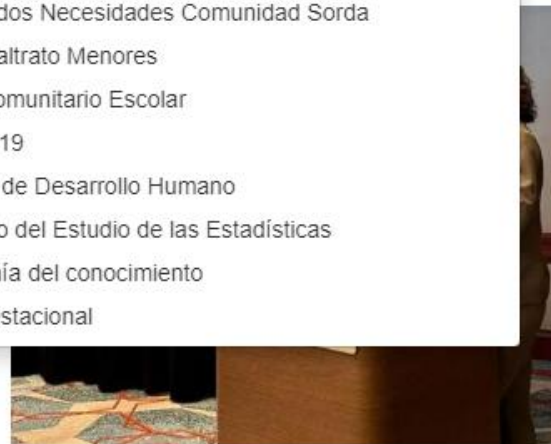 dos Necesidades Comunidad Sorda
altrato Menores
omunitario Escolar
19
de Desarrollo Humano
o del Estudio de las Estadísticas
ía del conocimiento
stacional